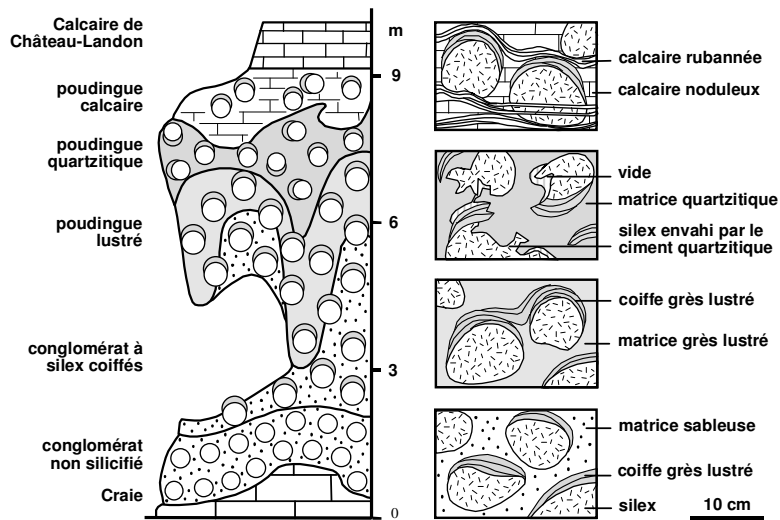 Calcaire de
Château-Landon
poudingue
calcaire
poudingue
quartzitique
poudingue
lustré
conglomérat à
silex coiffés
conglomérat
non silicifié
Craie
m
9
6
3
0
calcaire rubannée
calcaire noduleux
vide
matrice quartzitique
silex envahi par le
ciment quartzitique
coiffe grès lustré
matrice grès lustré
matrice sableuse
coiffe grès lustré
silex
10 cm